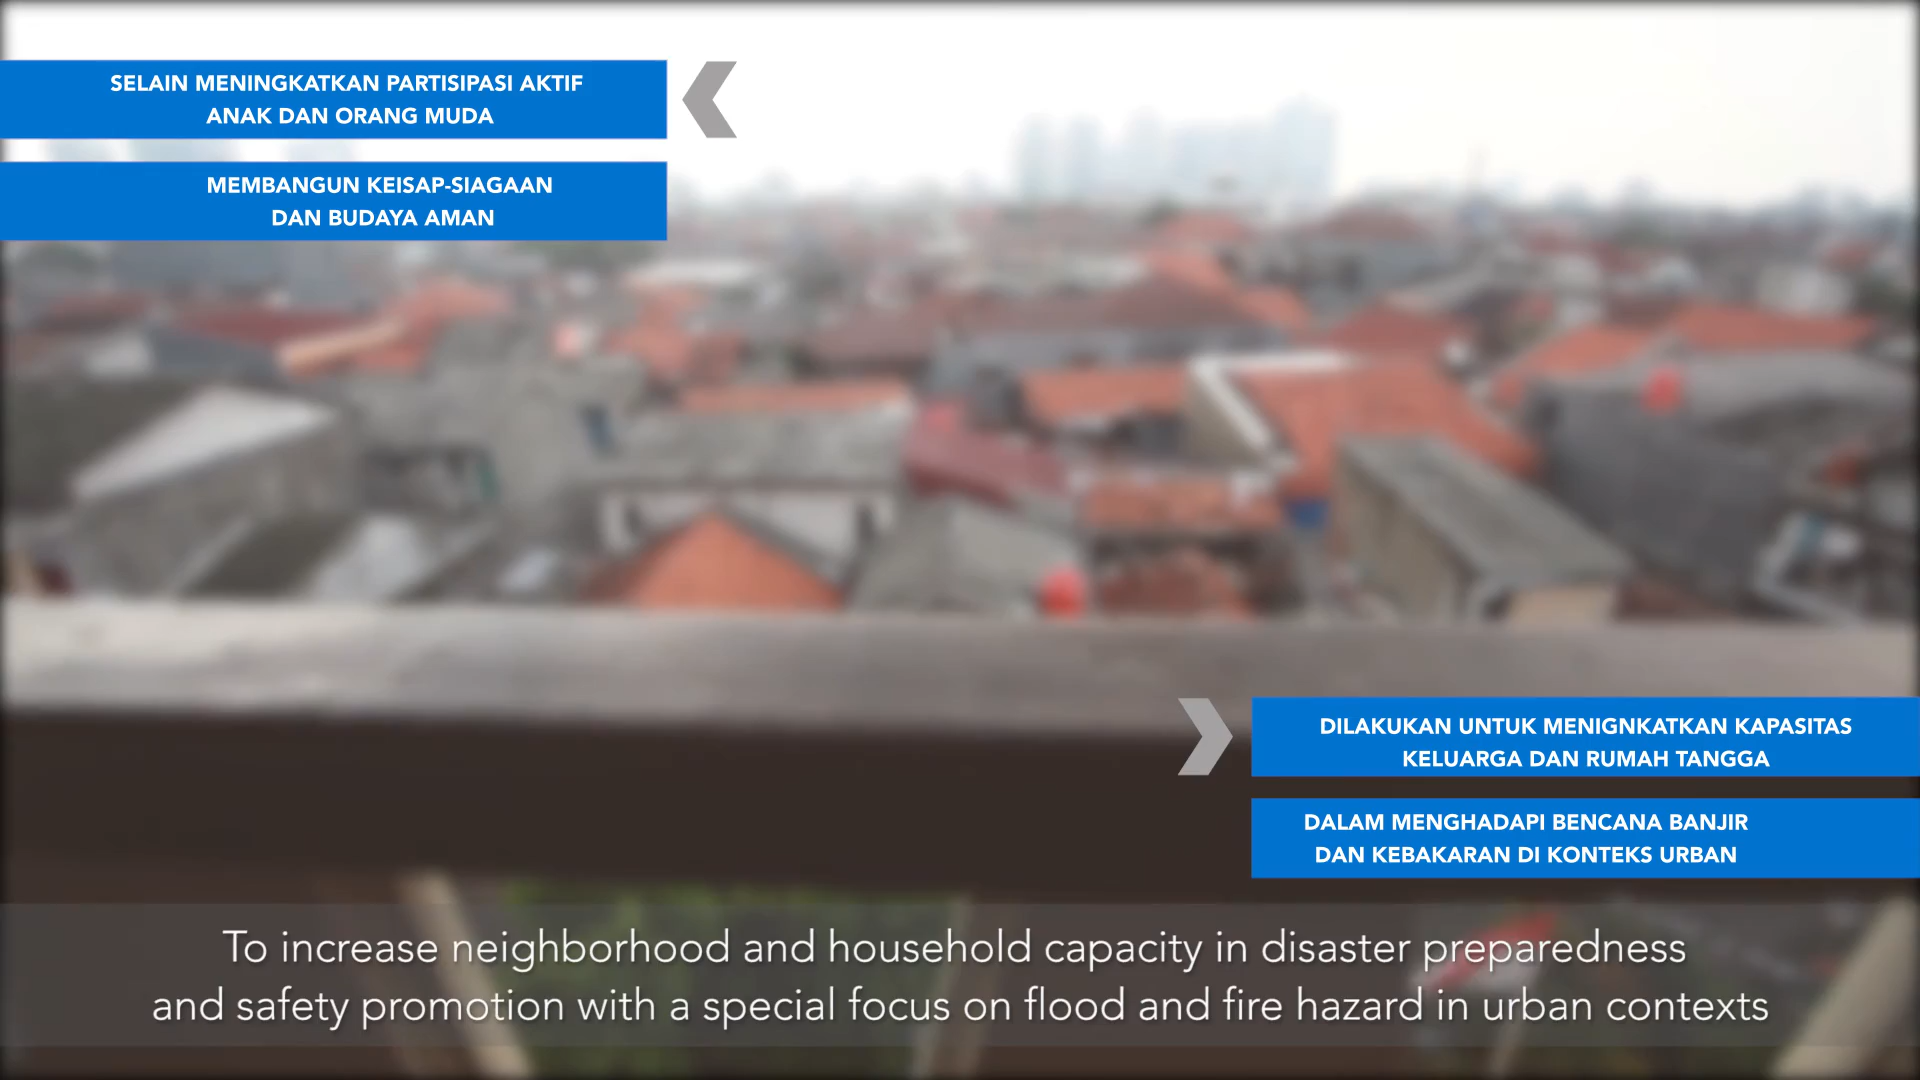 SELAIN MENINGKATKAN PARTISIPASI AKTIF
ANAK DAN ORANG MUDA
MEMBANGUN KEISAP-SIAGAAN
DAN BUDAYA AMAN
DILAKUKAN UNTUK MENIGNKATKAN KAPASITAS
KELUARGA DAN RUMAH TANGGA
DALAM MENGHADAPI BENCANA BANJIR
DAN KEBAKARAN DI KONTEKS URBAN
To increase neighborhood and household capacity in disaster preparedness
and safety promotion with a special focus on flood and fire hazard in urban contexts